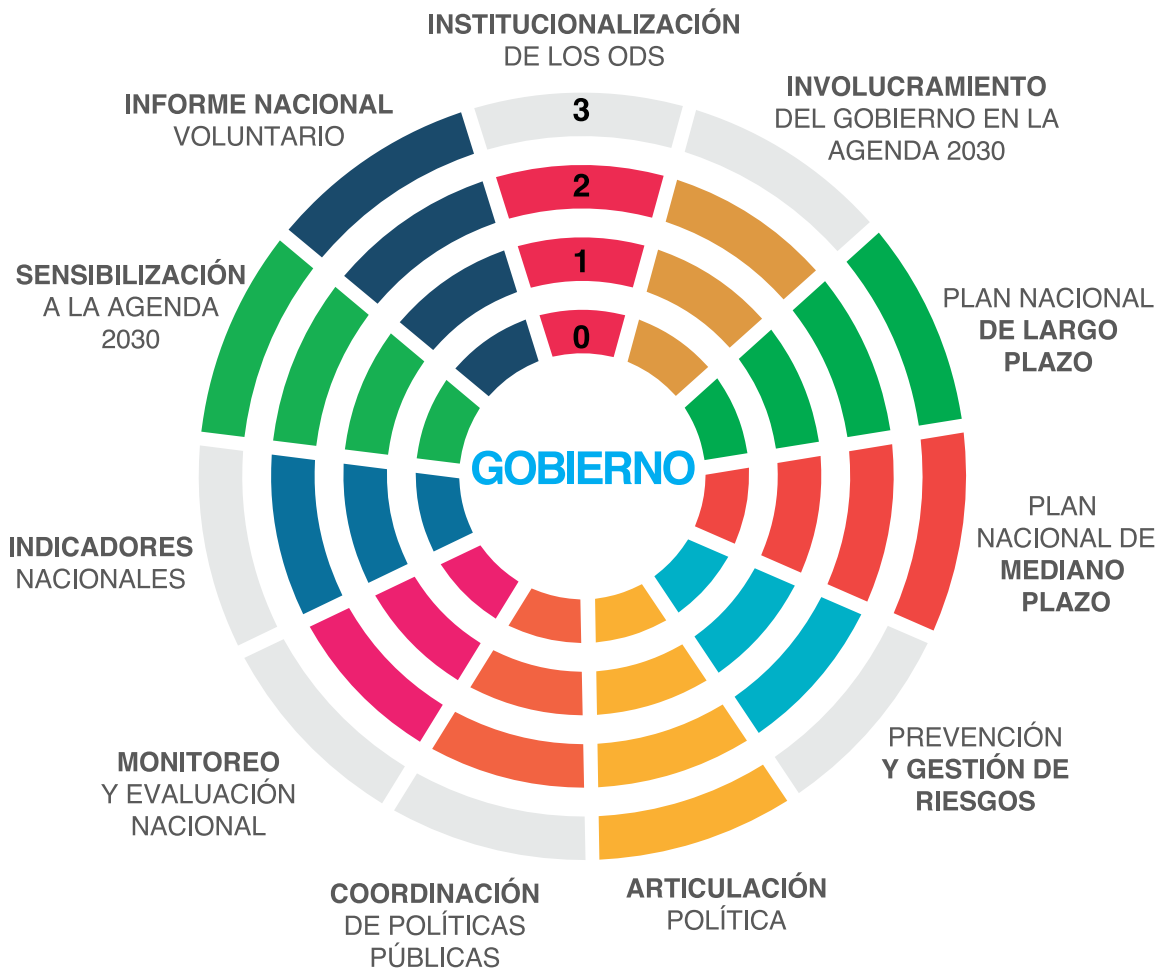 INSTITUCIONALIZACIÓN
DE LOS ODS
INVOLUCRAMIENTO
DEL GOBIERNO EN LA
AGENDA 2030
PLAN NACIONAL
DE LARGO
PLAZO
PLAN
NACIONAL DE
MEDIANO
PLAZO
PREVENCIÓN
Y GESTIÓN DE
RIESGOS
ARTICULACIÓN
POLÍTICA
COORDINACIÓN
DE POLÍTICAS
PÚBLICAS
MONITOREO
Y EVALUACIÓN
NACIONAL
INDICADORES
NACIONALES
SENSIBILIZACIÓN
A LA AGENDA
2030
INFORME NACIONAL
VOLUNTARIO
3
2
1
0
GOBIERNO